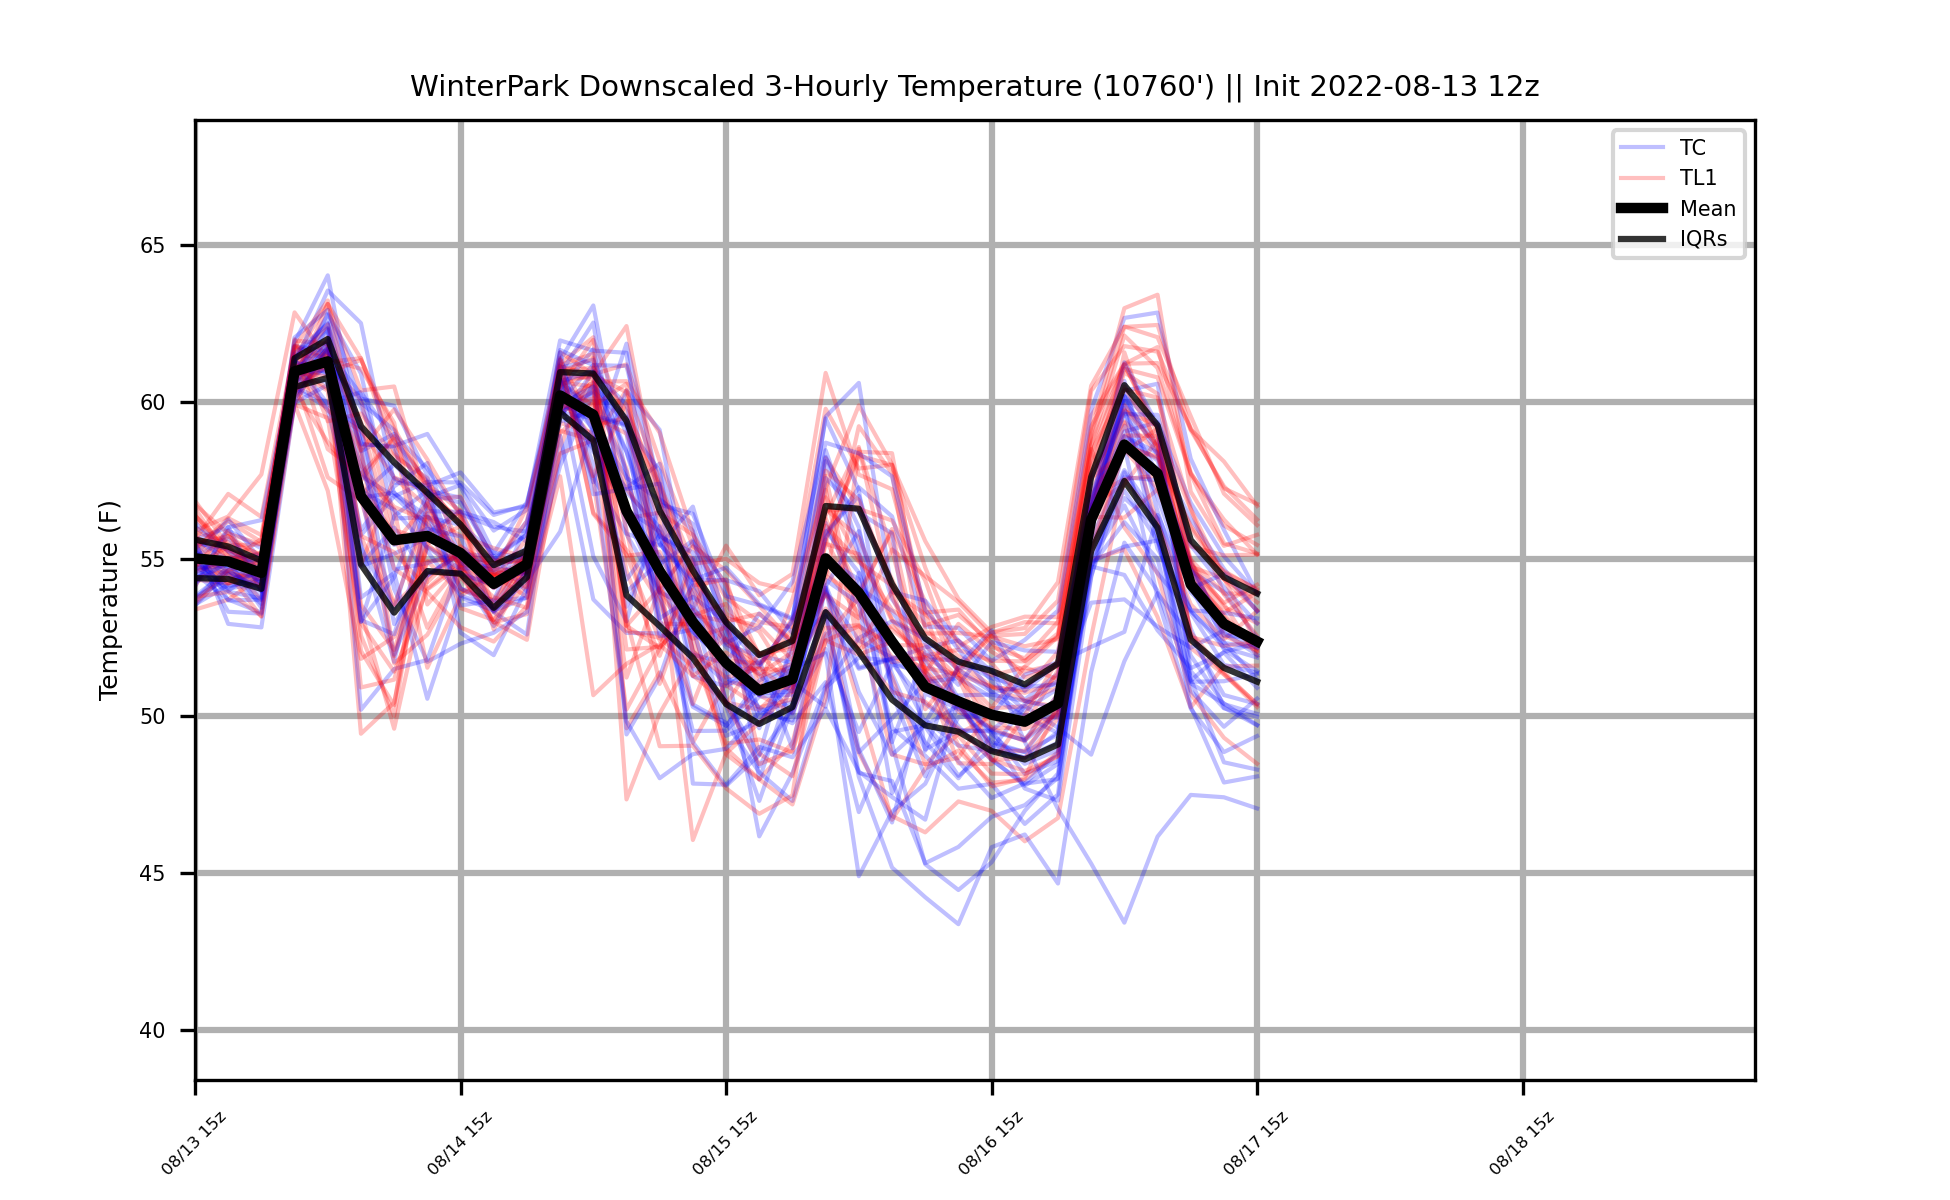 WinterPark Downscaled 3-Hourly Temperature (10760') || Init 2022-08-13 12z
TC
TL1
Mean
IQRs
Temperature (F)
65
60
55
50
45
40
08/13 15z
08/14 15z
08/15 15z
08/16 15z
08/17 15z
08/18 15z